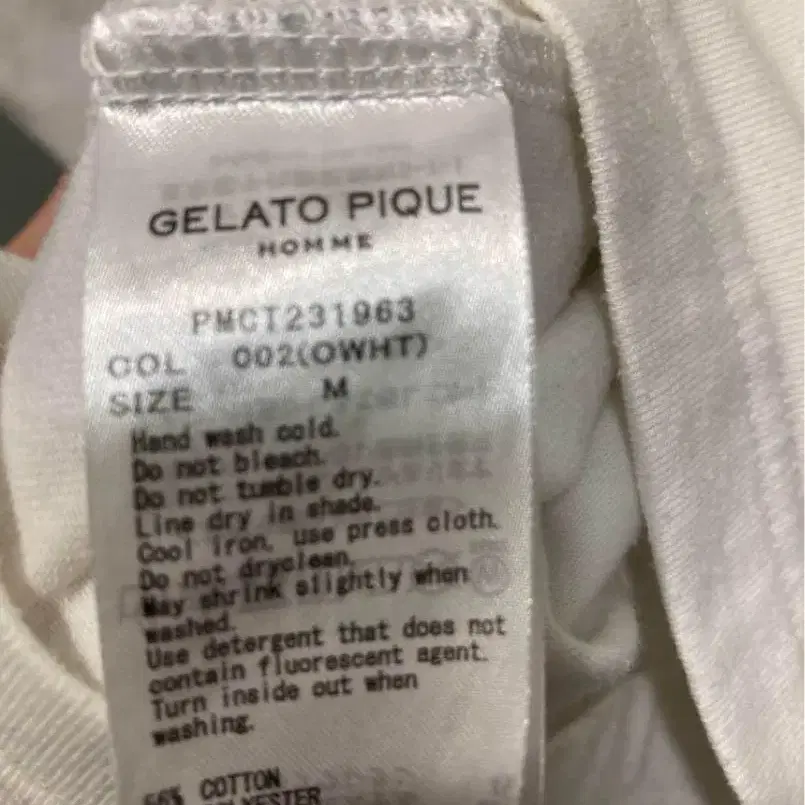 GELATO PIQUE
HOMME
PMCT231963
COL 002(OWHT)
SIZE M
Hand wash cold.
Do not bleach.
Do not tumble dry.
Line dry in shade.
Cool iron, use press cloth.
Do not dryclean.
May shrink slightly when
washed.
Use detergent that does not
contain fluorescent agent.
Turn inside out when
washing.
COTTON